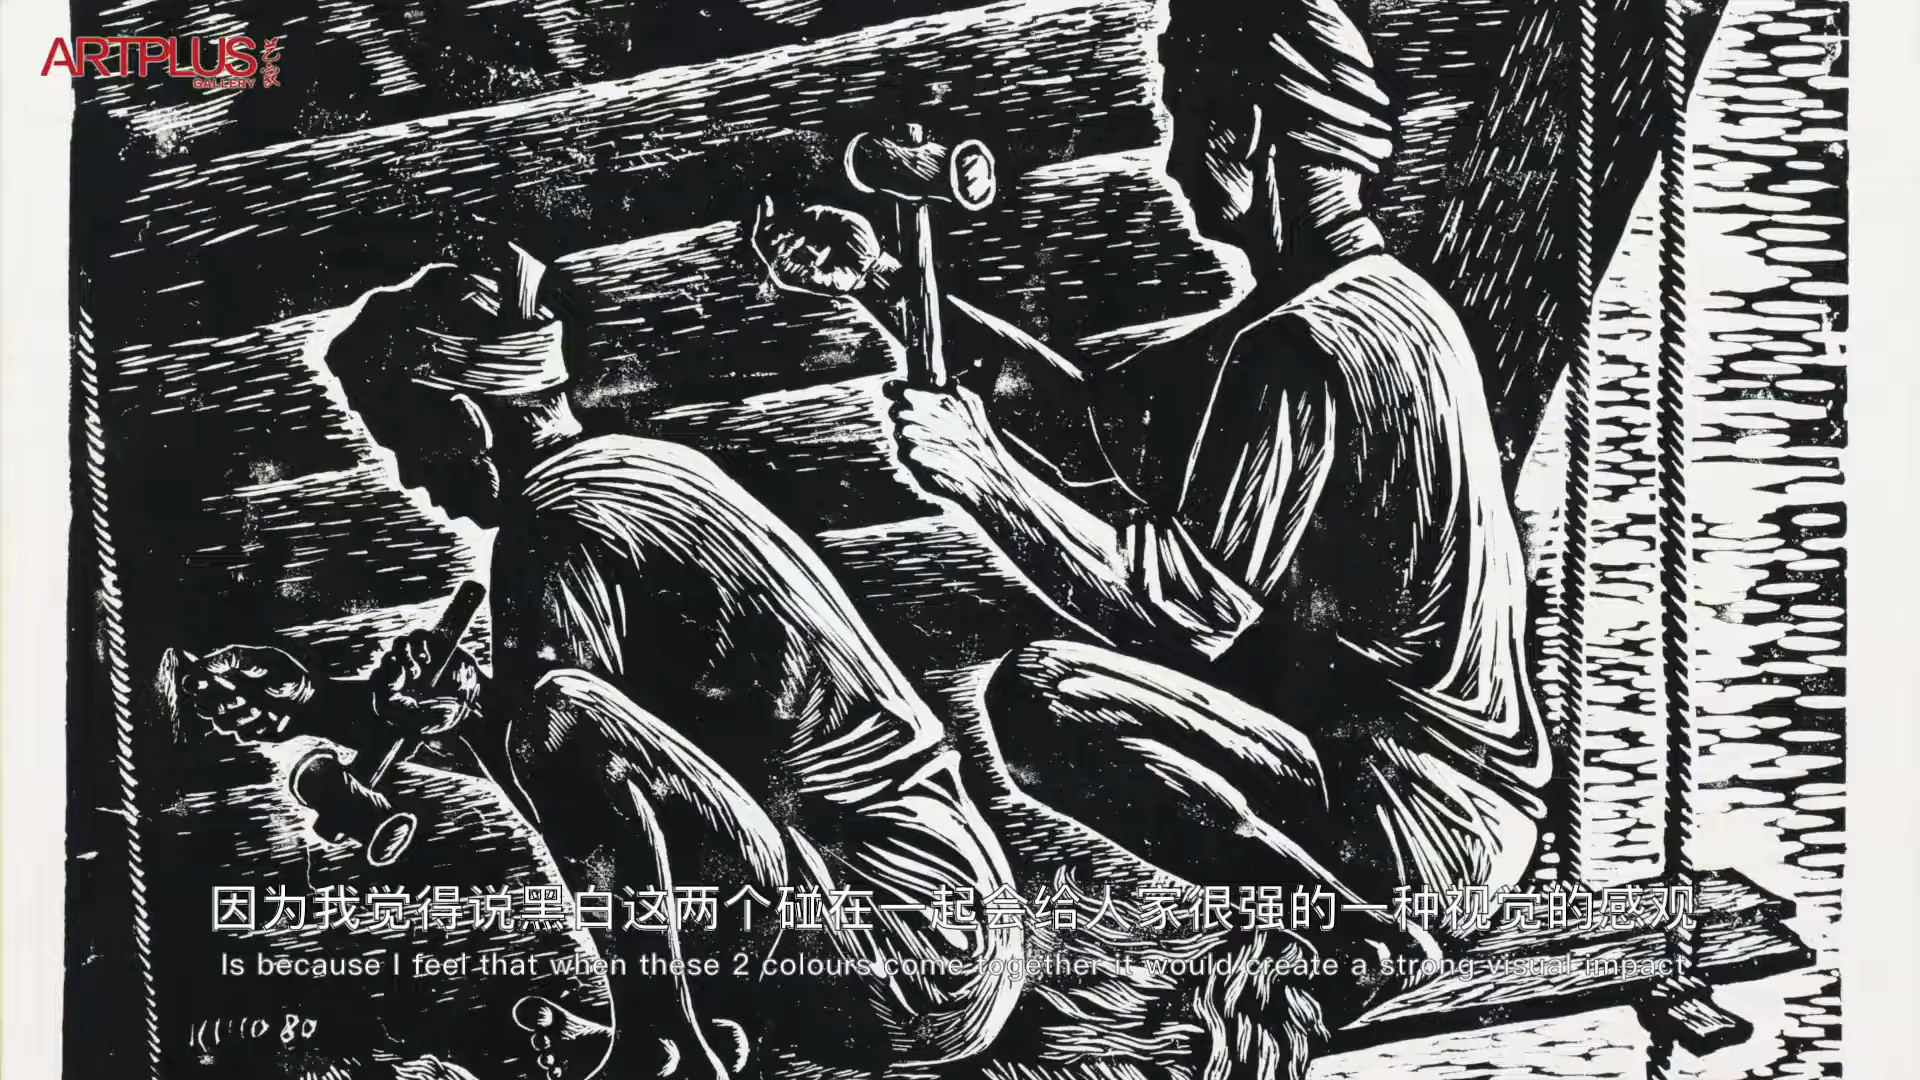 ARTPLUS
GALLERY
因为我觉得说黑白这两个碰在一起会给人家很强的一种视觉的感观
Is because I feel that when these 2 colours come together it would create a strong visual impact
80